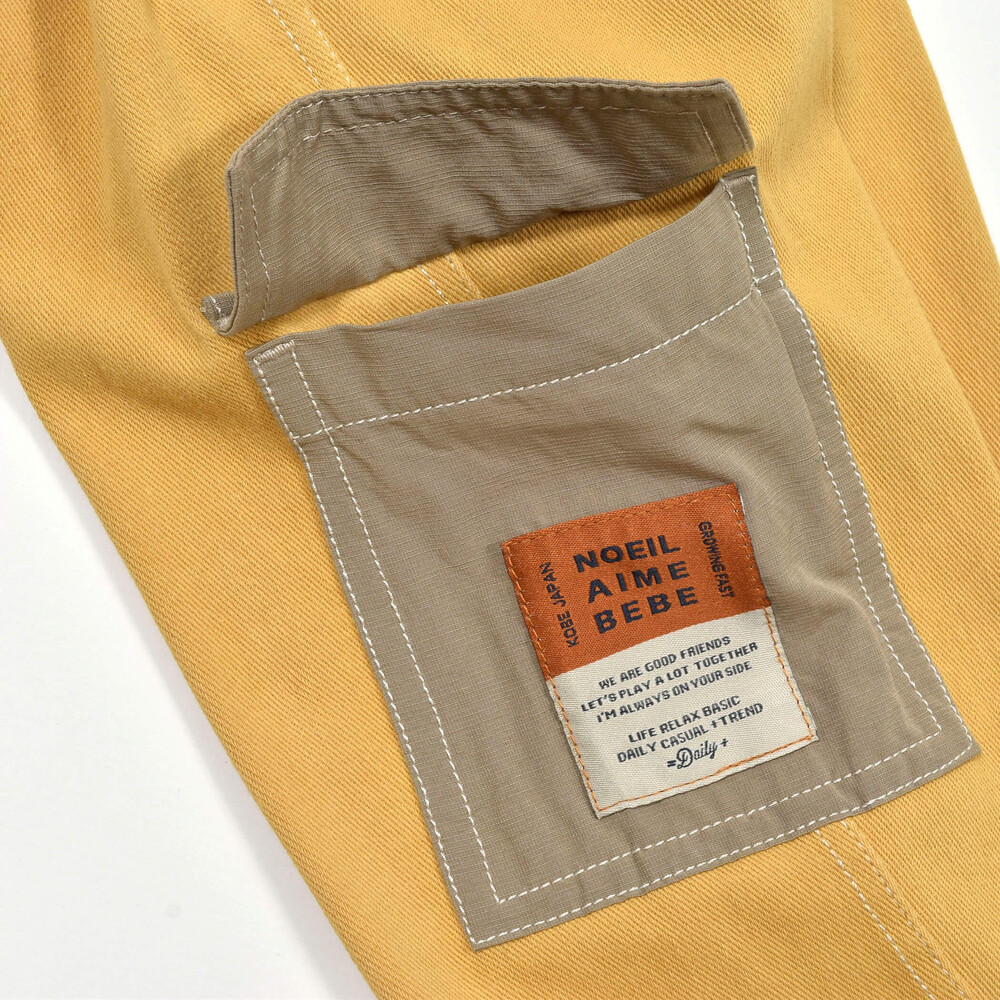 NOEIL
AIME
BEBE
KOBE JAPAN
GROWING FAST
WE ARE GOOD FRIENDS
LET'S PLAY A LOT TOGETHER
I'M ALWAYS ON YOUR SIDE
LIFE RELAX BASIC
DAILY CASUAL + TREND
=Daily+